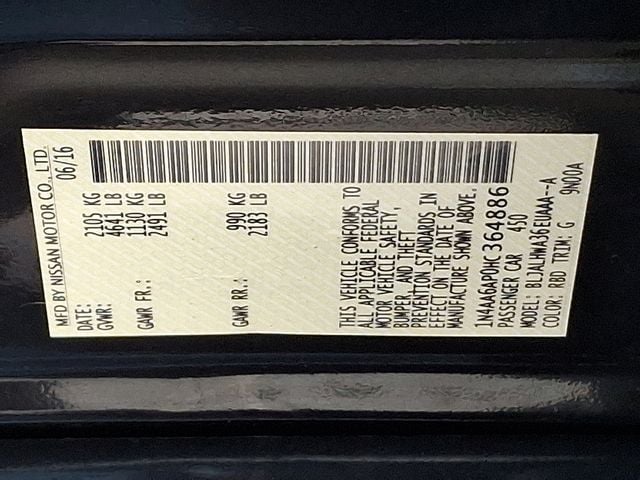 MFD BY NISSAN MOTOR CO., LTD.
DATE: 06/16
GVWR: 2105 KG
4641 LB
GAWR FR.: 1130 KG
2491 LB
GAWR RR.: 990 KG
2183 LB
THIS VEHICLE CONFORMS TO
ALL APPLICABLE FEDERAL
MOTOR VEHICLE SAFETY,
BUMPER, AND THEFT
PREVENTION STANDARDS IN
EFFECT ON THE DATE OF
MANUFACTURE SHOWN ABOVE.
1N4AA6AP0HC364886
PASSENGER CAR 450
MODEL: BLJALHWA36EUAAA--A
COLOR: RBD TRIM: G 9N00A